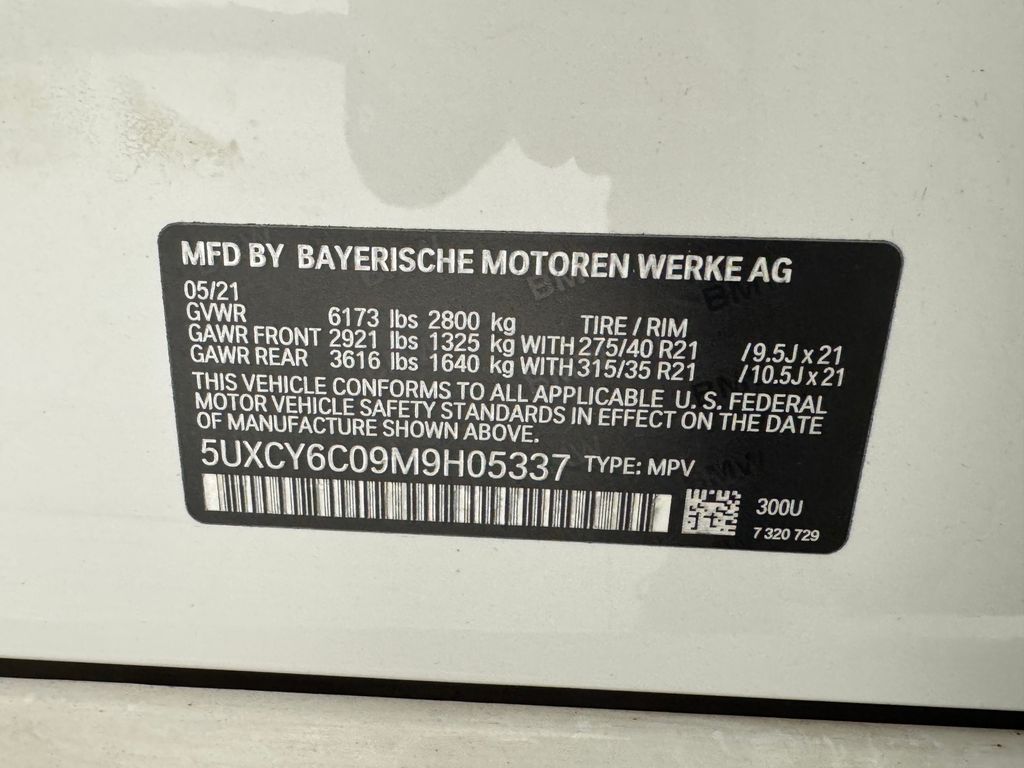 MFD BY BAYERISCHE MOTOREN WERKE AG
05/21
GVWR 6173 lbs 2800 kg TIRE / RIM
GAWR FRONT 2921 lbs 1325 kg WITH 275/40 R21 / 9.5J x 21
GAWR REAR 3616 lbs 1640 kg WITH 315/35 R21 / 10.5J x 21
THIS VEHICLE CONFORMS TO ALL APPLICABLE U.S. FEDERAL
MOTOR VEHICLE SAFETY STANDARDS IN EFFECT ON THE DATE
OF MANUFACTURE SHOWN ABOVE.
5UXCY6C09M9H05337 TYPE: MPV
300U
7 320 729